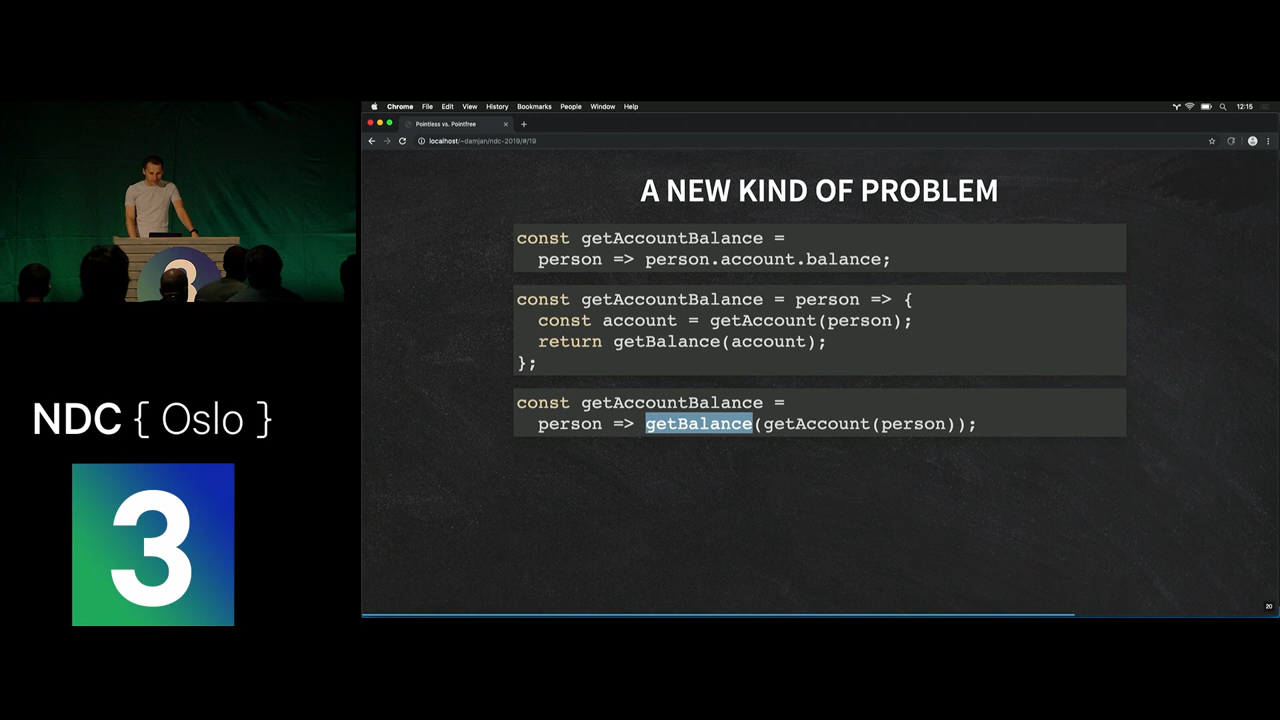 Chrome File Edit View History Bookmarks People Window Help 12:15
Pointless vs. Pointfree
localhost/~damjan/ndc-2019/#/19
A NEW KIND OF PROBLEM
const getAccountBalance =
person => person.account.balance;
const getAccountBalance = person => {
const account = getAccount(person);
return getBalance(account);
};
const getAccountBalance =
person => getBalance(getAccount(person));
20
3
NDC { Oslo }
3